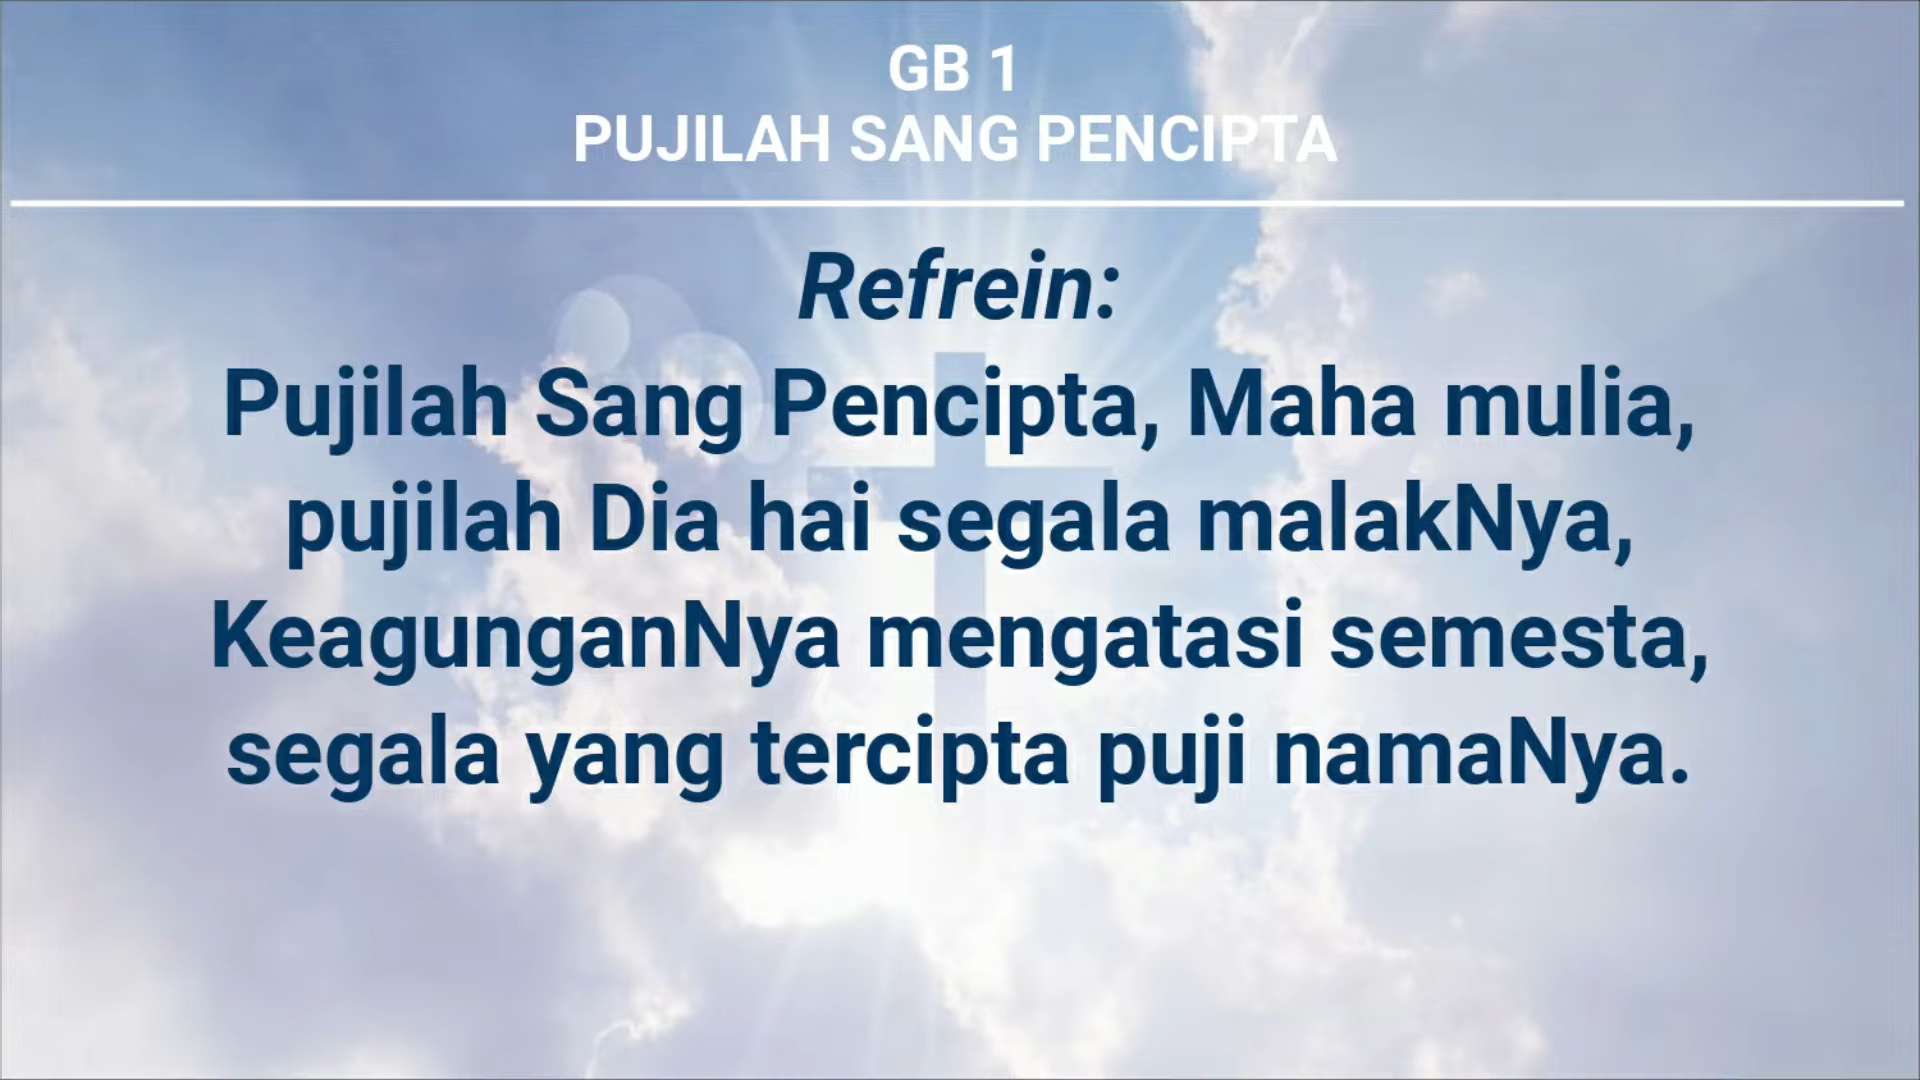 GB 1
PUJILAH SANG PENCIPTA
Refrein:
Pujilah Sang Pencipta, Maha mulia,
pujilah Dia hai segala malakNya,
KeagunganNya mengatasi semesta,
segala yang tercipta puji namaNya.